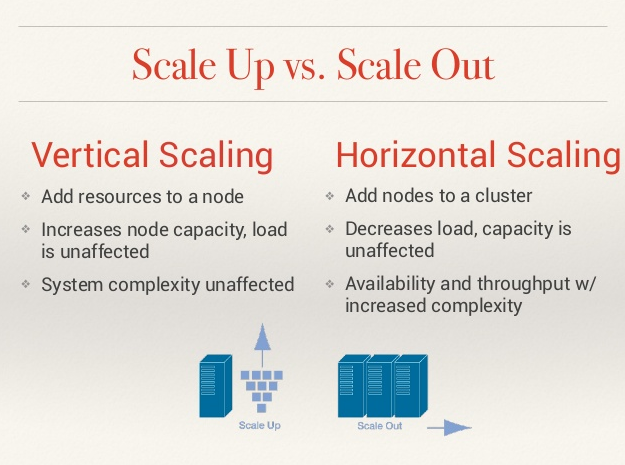 Scale Up vs. Scale Out
Vertical Scaling
Add resources to a node
Increases node capacity, load
is unaffected
System complexity unaffected
Horizontal Scaling
Add nodes to a cluster
Decreases load, capacity is
unaffected
Availability and throughput w/
increased complexity
Scale Up
Scale Out